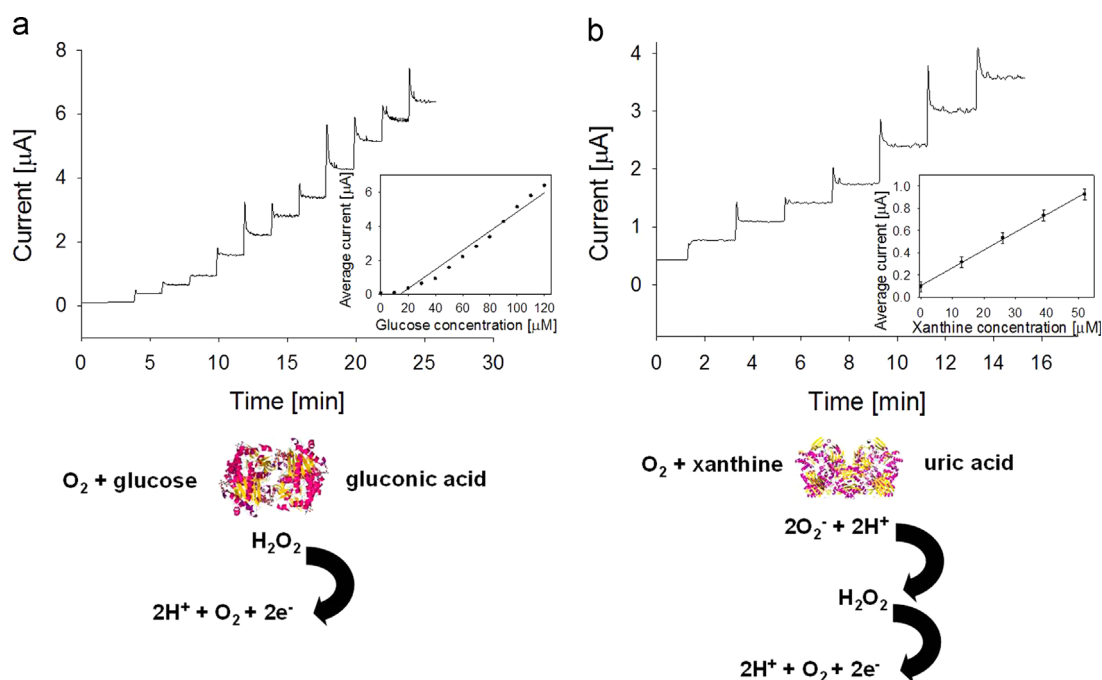 a
8
6
4
2
0
Current [μA]
0 5 10 15 20 25 30
Time [min]
6
4
2
0
Average current [μA]
0 20 40 60 80 100 120
Glucose concentration [μM]
O₂ + glucose
gluconic acid
H₂O₂
2H⁺ + O₂ + 2e⁻
b
4
3
2
1
0
Current [μA]
0 2 4 6 8 10 12 14 16
Time [min]
1.0
0.8
0.6
0.4
0.2
0.0
Average current [μA]
0 10 20 30 40 50
Xanthine concentration [μM]
O₂ + xanthine
uric acid
2O₂⁻ + 2H⁺
H₂O₂
2H⁺ + O₂ + 2e⁻